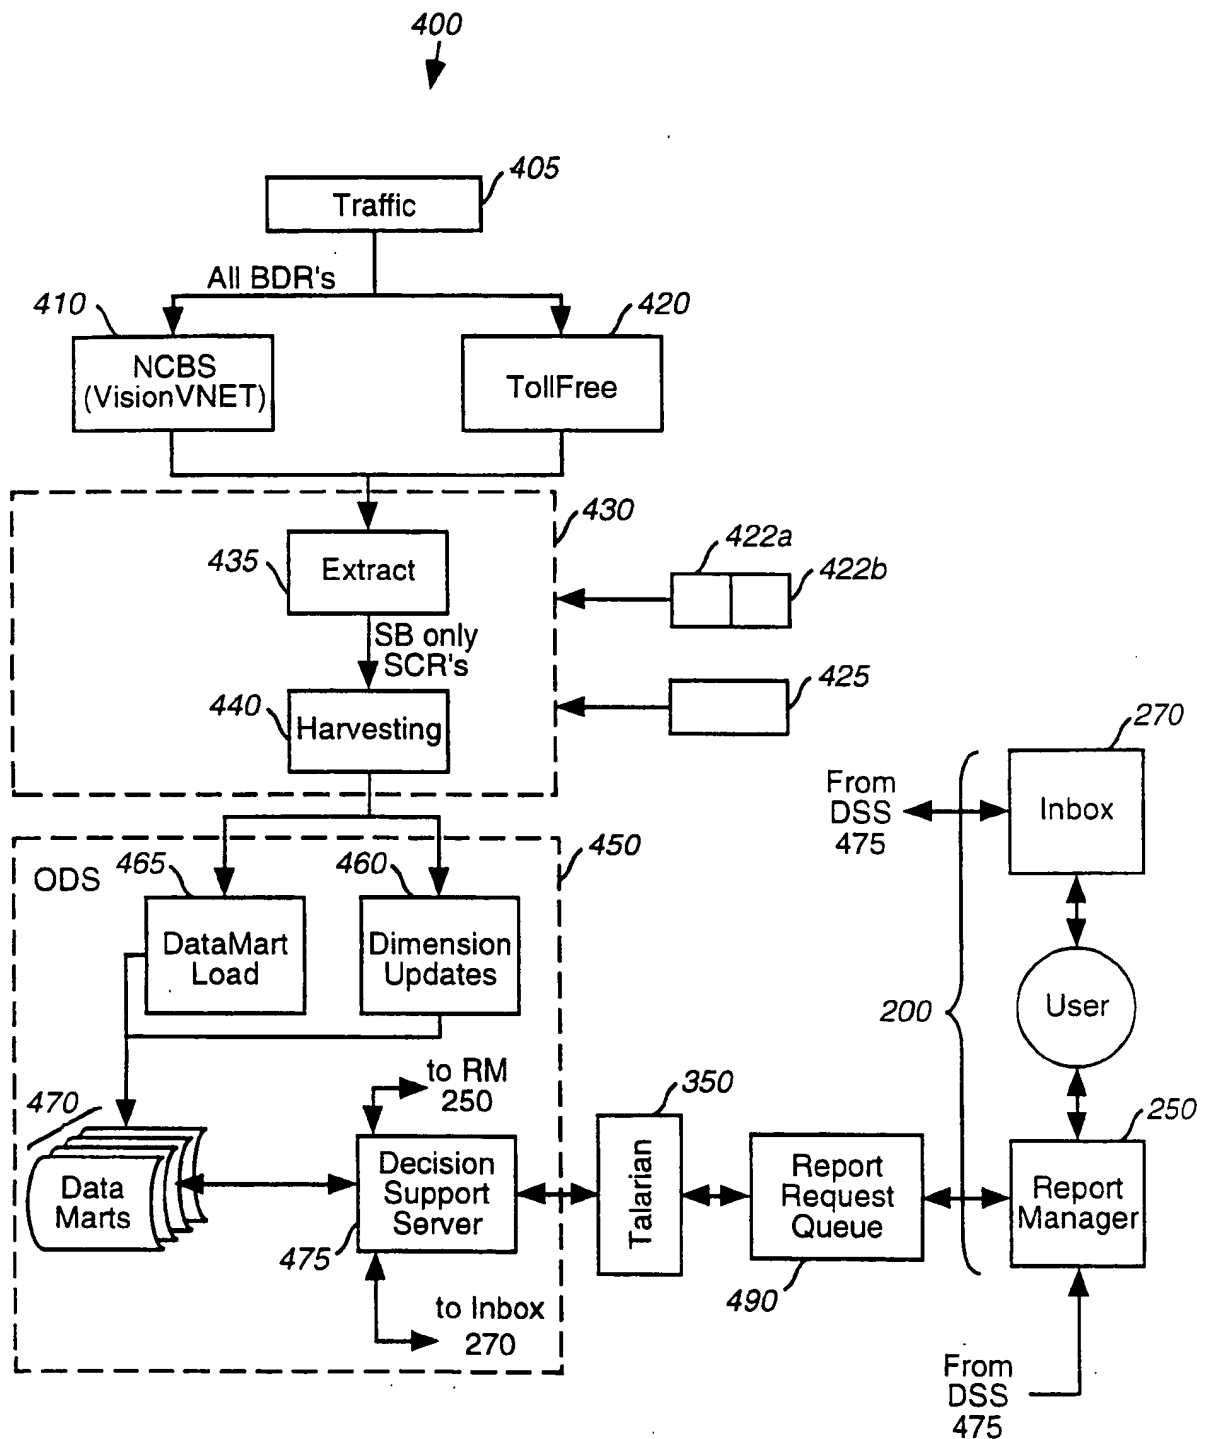 400
405
Traffic
All BDR's
410
420
NCBS
(VisionVNET)
TollFree
430
435
Extract
422a
422b
SB only
SCR's
425
440
Harvesting
270
From
DSS
475
Inbox
ODS
465
460
450
DataMart
Load
Dimension
Updates
200
User
to RM
250
350
470
250
Data
Marts
Decision
Support
Server
475
Talarian
Report
Request
Queue
490
Report
Manager
to Inbox
270
From
DSS
475